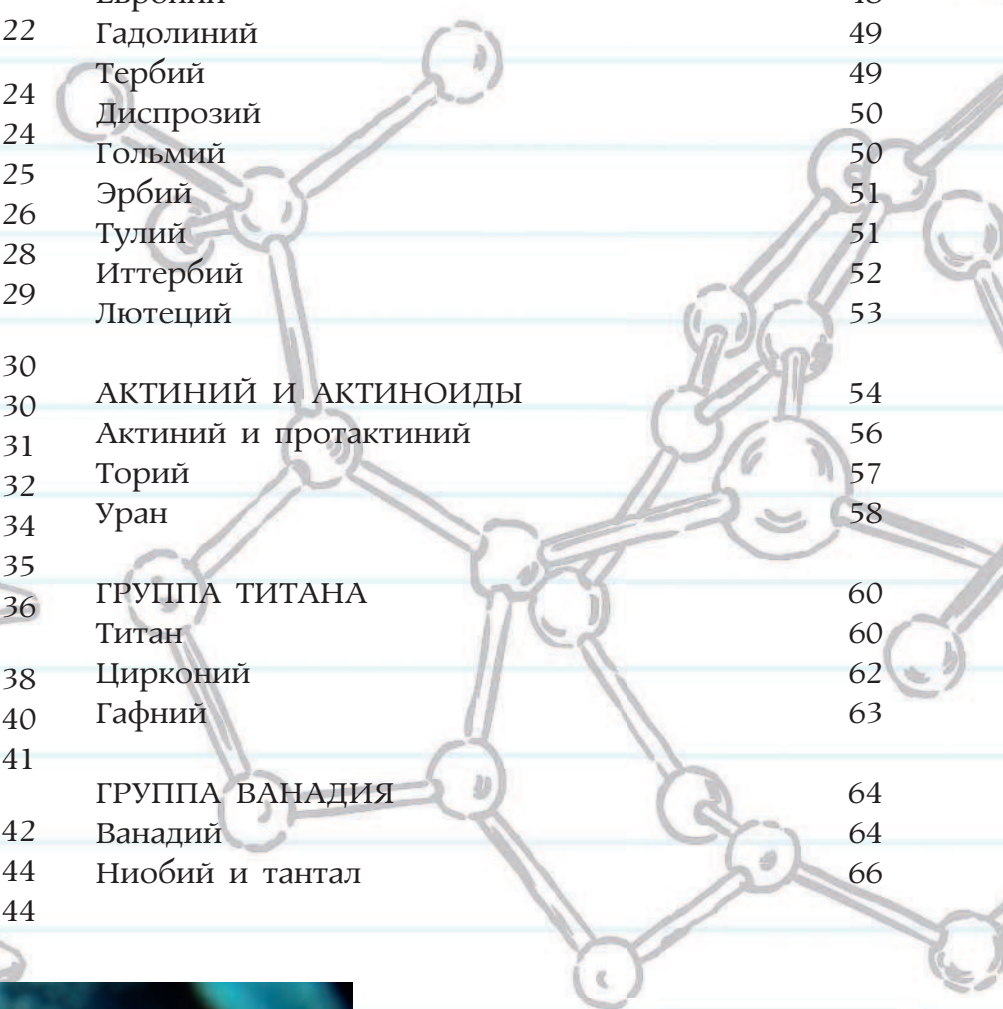 22
24
24
25
26
28
29
30
30
31
32
34
35
36
38
40
41
42
44
44
Европий 48
Гадолиний 49
Тербий 49
Диспрозий 50
Гольмий 50
Эрбий 51
Тулий 51
Иттербий 52
Лютеций 53
АКТИНИЙ И АКТИНОИДЫ 54
Актиний и протактиний 56
Торий 57
Уран 58
ГРУППА ТИТАНА 60
Титан 60
Цирконий 62
Гафний 63
ГРУППА ВАНАДИЯ 64
Ванадий 64
Ниобий и тантал 66